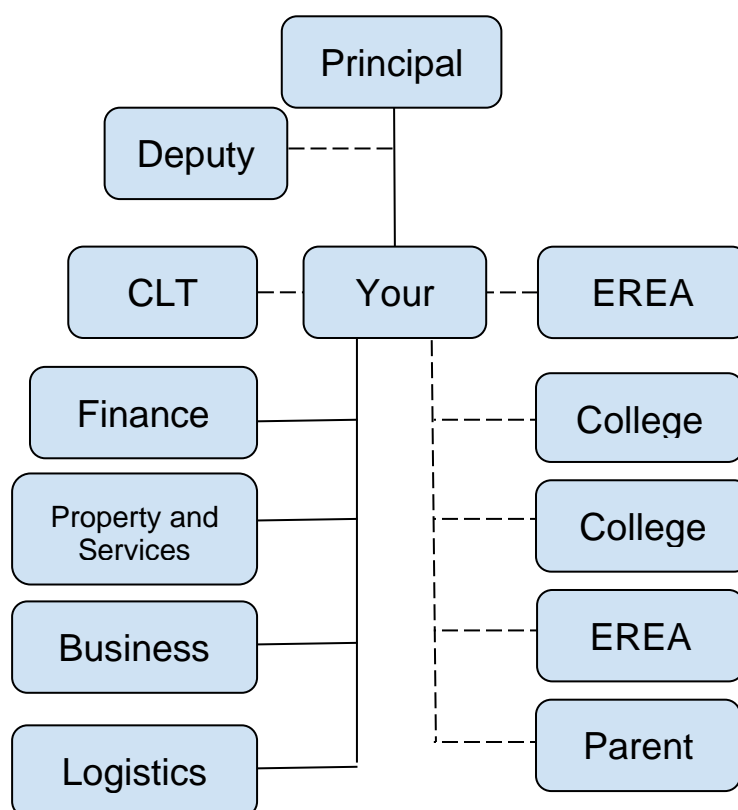 Principal
Deputy
CLT
Your
EREA
Finance
College
Property and
Services
College
Business
EREA
Logistics
Parent